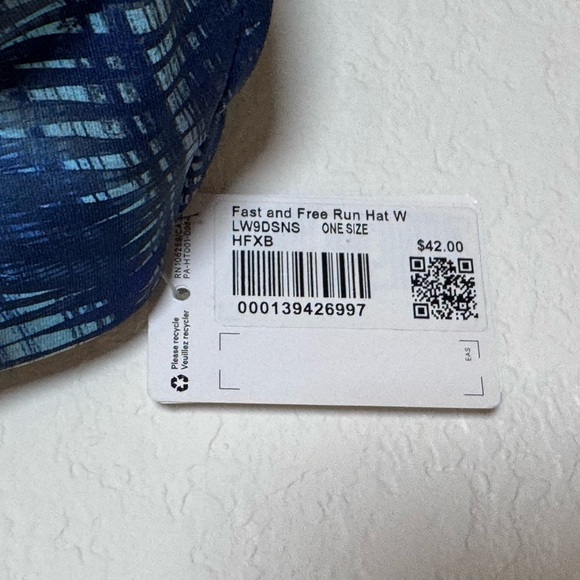 Fast and Free Run Hat W
LW9DSNS ONE SIZE
HFXB
$42.00
000139426997
EAS
Please recycle
Veuillez recycler